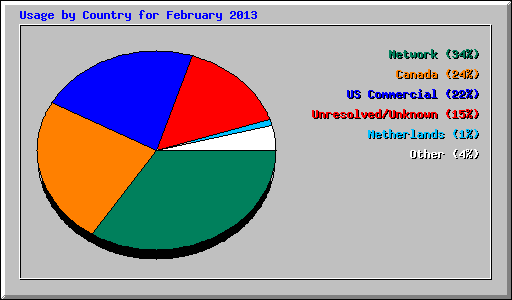 Usage by Country for February 2013
Network (34%)
Canada (24%)
US Commercial (22%)
Unresolved/Unknown (15%)
Netherlands (1%)
Other (4%)